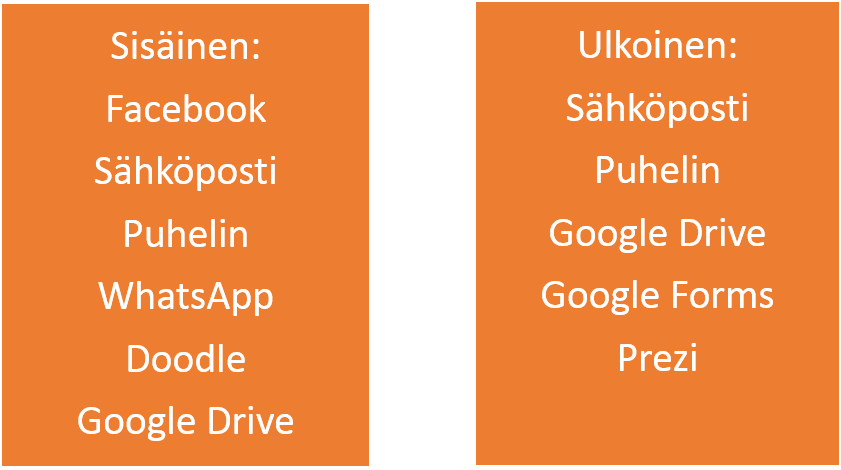 Sisäinen:
Facebook
Sähköposti
Puhelin
WhatsApp
Doodle
Google Drive
Ulkoinen:
Sähköposti
Puhelin
Google Drive
Google Forms
Prezi